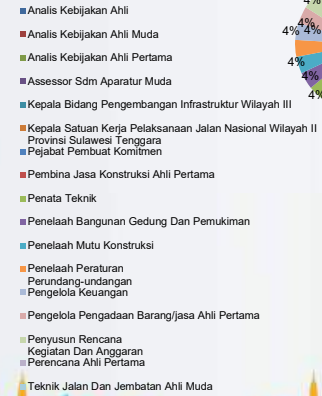 Analis Kebijakan Ahli
Analis Kebijakan Ahli Muda
Analis Kebijakan Ahli Pertama
Assessor Sdm Aparatur Muda
Kepala Bidang Pengembangan Infrastruktur Wilayah III
Kepala Satuan Kerja Pelaksanaan Jalan Nasional Wilayah II
Provinsi Sulawesi Tenggara
Pejabat Pembuat Komitmen
Pembina Jasa Konstruksi Ahli Pertama
Penata Teknik
Penelaah Bangunan Gedung Dan Pemukiman
Penelaah Mutu Konstruksi
Penelaah Peraturan
Perundang-undangan
Pengelola Keuangan
Pengelola Pengadaan Barang/jasa Ahli Pertama
Penyusun Rencana
Kegiatan Dan Anggaran
Perencana Ahli Pertama
Teknik Jalan Dan Jembatan Ahli Muda
4%
4%
4% 4%
4%
4%
4%